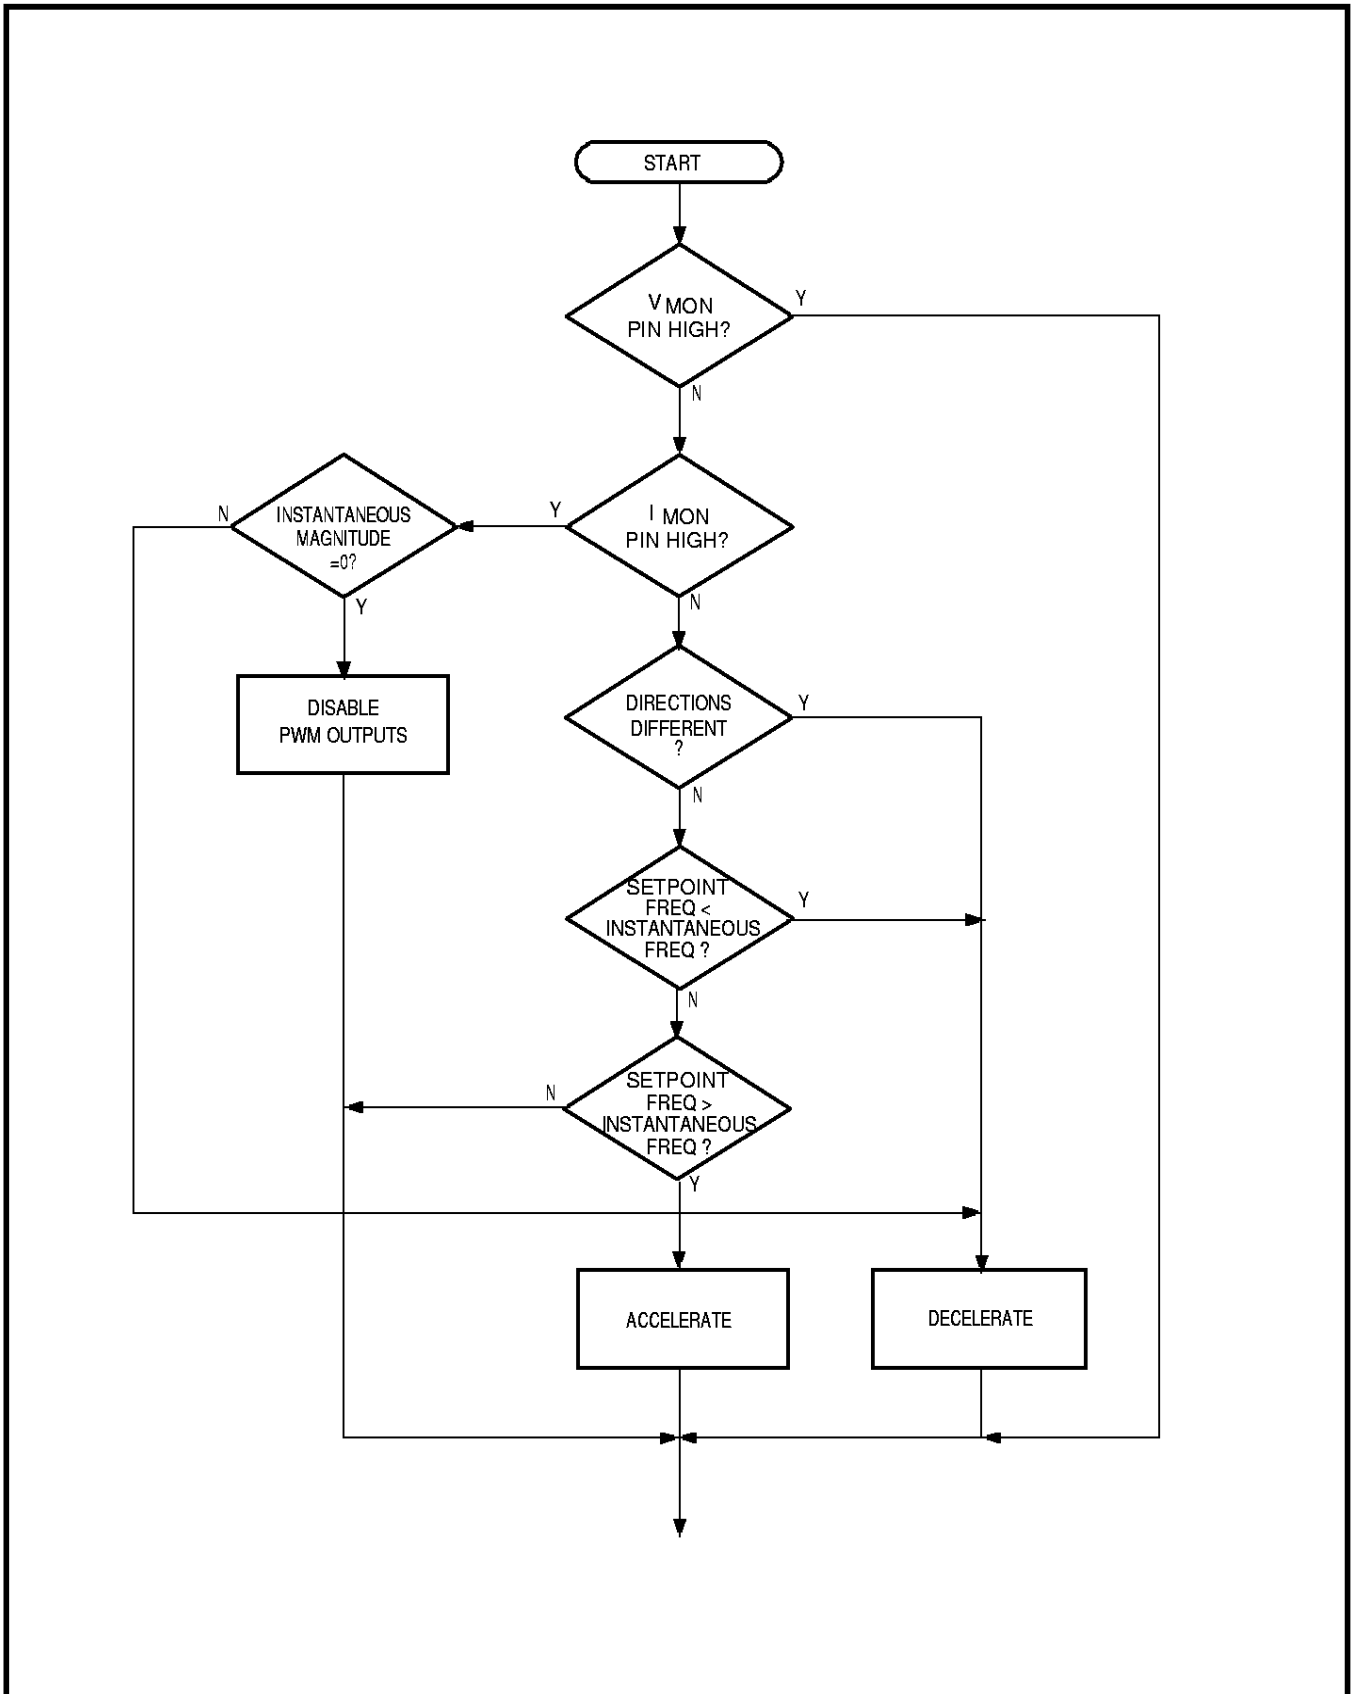 START
V MON
PIN HIGH?
Y
N
I MON
PIN HIGH?
Y
N
INSTANTANEOUS
MAGNITUDE
=0?
N
Y
DISABLE
PWM OUTPUTS
DIRECTIONS
DIFFERENT
?
Y
N
SETPOINT
FREQ <
INSTANTANEOUS
FREQ ?
Y
N
SETPOINT
FREQ >
INSTANTANEOUS
FREQ ?
N
Y
ACCELERATE
DECELERATE